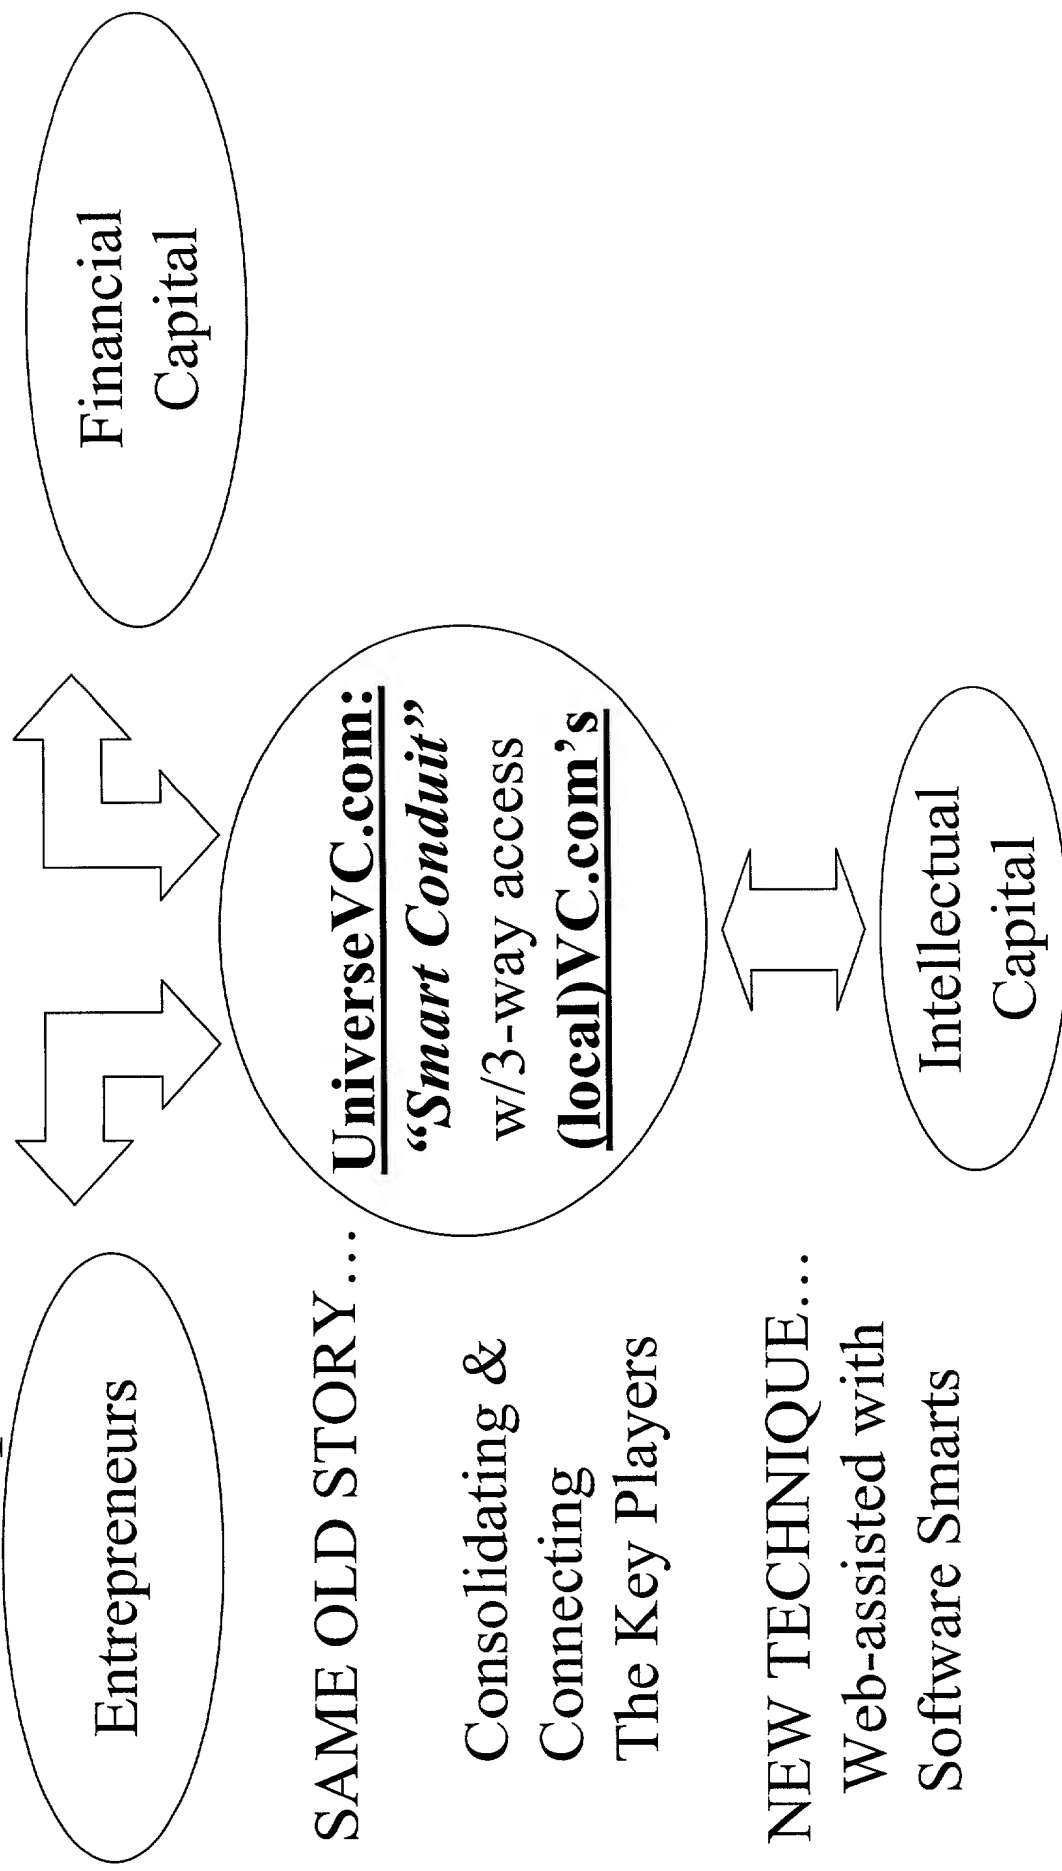 Entrepreneurs
Financial
Capital
SAME OLD STORY…
Consolidating &
Connecting
The Key Players
UniverseVC.com:
“Smart Conduit”
w/3-way access
(local)VC.com’s
NEW TECHNIQUE…
Web-assisted with
Software Smarts
Intellectual
Capital